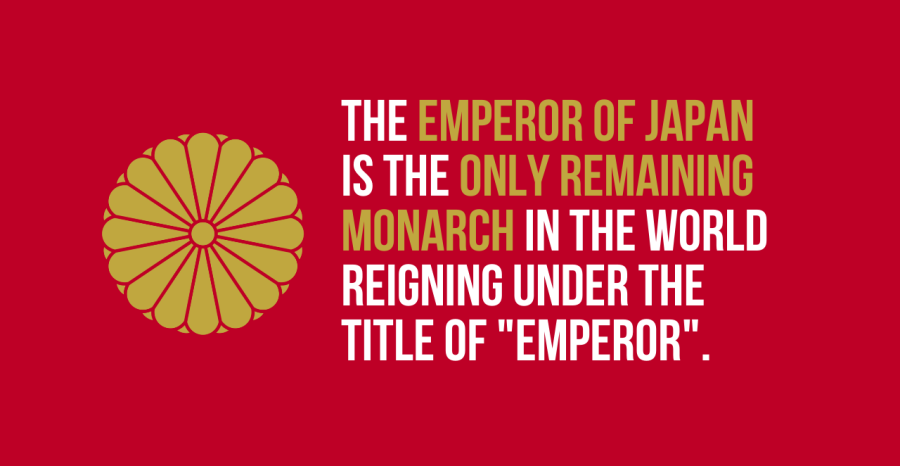 THE EMPEROR OF JAPAN
IS THE ONLY REMAINING
MONARCH IN THE WORLD
REIGNING UNDER THE
TITLE OF "EMPEROR".